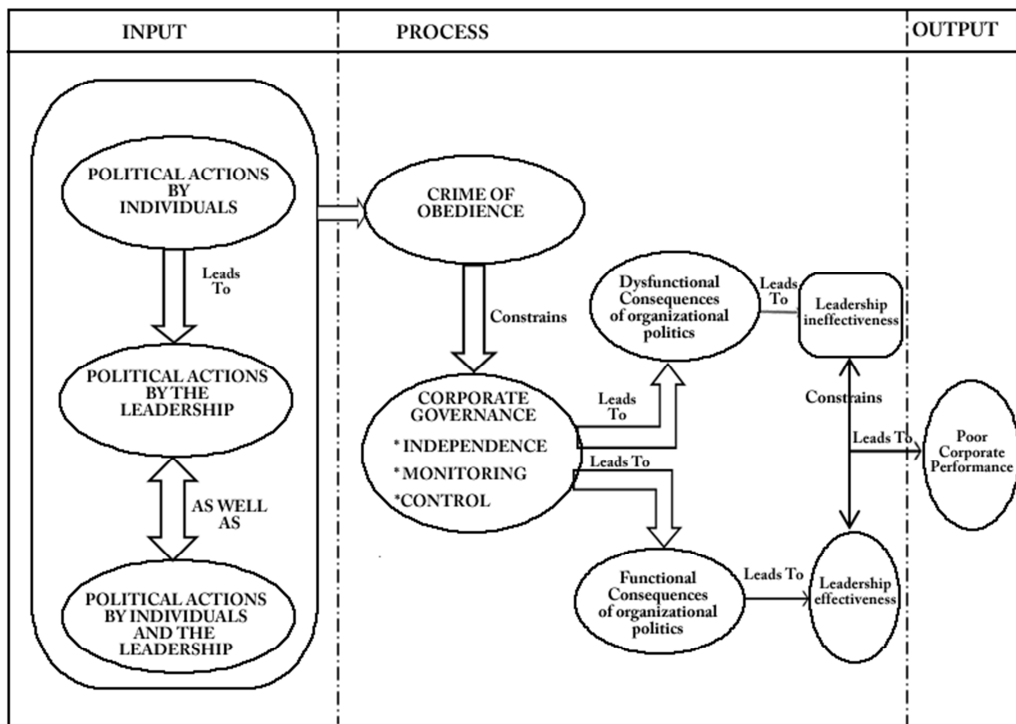 INPUT
PROCESS
OUTPUT
POLITICAL ACTIONS
BY
INDIVIDUALS
Leads
To
POLITICAL ACTIONS
BY THE
LEADERSHIP
AS WELL
AS
POLITICAL ACTIONS
BY INDIVIDUALS
AND THE
LEADERSHIP
CRIME OF
OBEDIENCE
Constrains
CORPORATE
GOVERNANCE
* INDEPENDENCE
* MONITORING
*CONTROL
Leads
To
Dysfunctional
Consequences
of organizational
politics
Leads
To
Leadership
ineffectiveness
Leads To
Functional
Consequences
of organizational
politics
Leads To
Leadership
effectiveness
Constrains
Leads To
Poor
Corporate
Performance